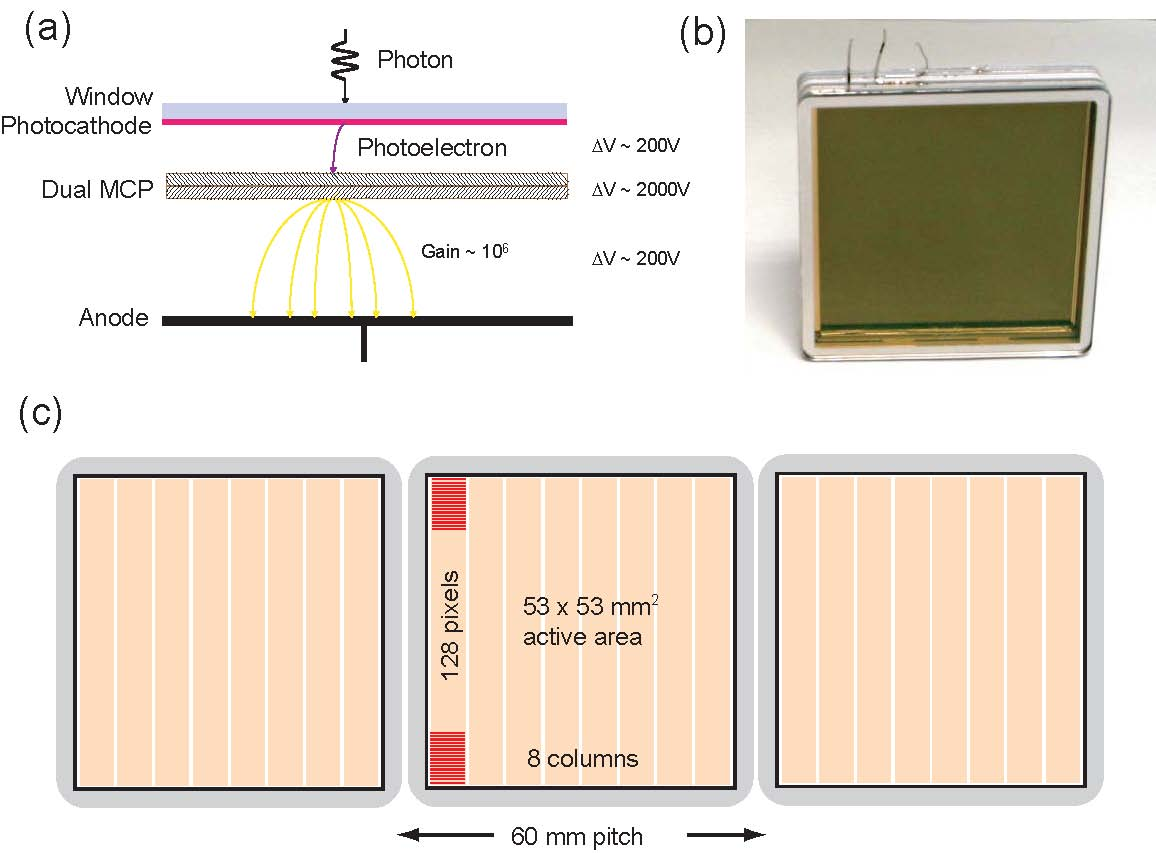 (a)
Photon
Window
Photocathode
Photoelectron
ΔV ~ 200V
Dual MCP
ΔV ~ 2000V
Gain ~ 10⁶
ΔV ~ 200V
Anode
(b)
(c)
128 pixels
53 x 53 mm²
active area
8 columns
60 mm pitch